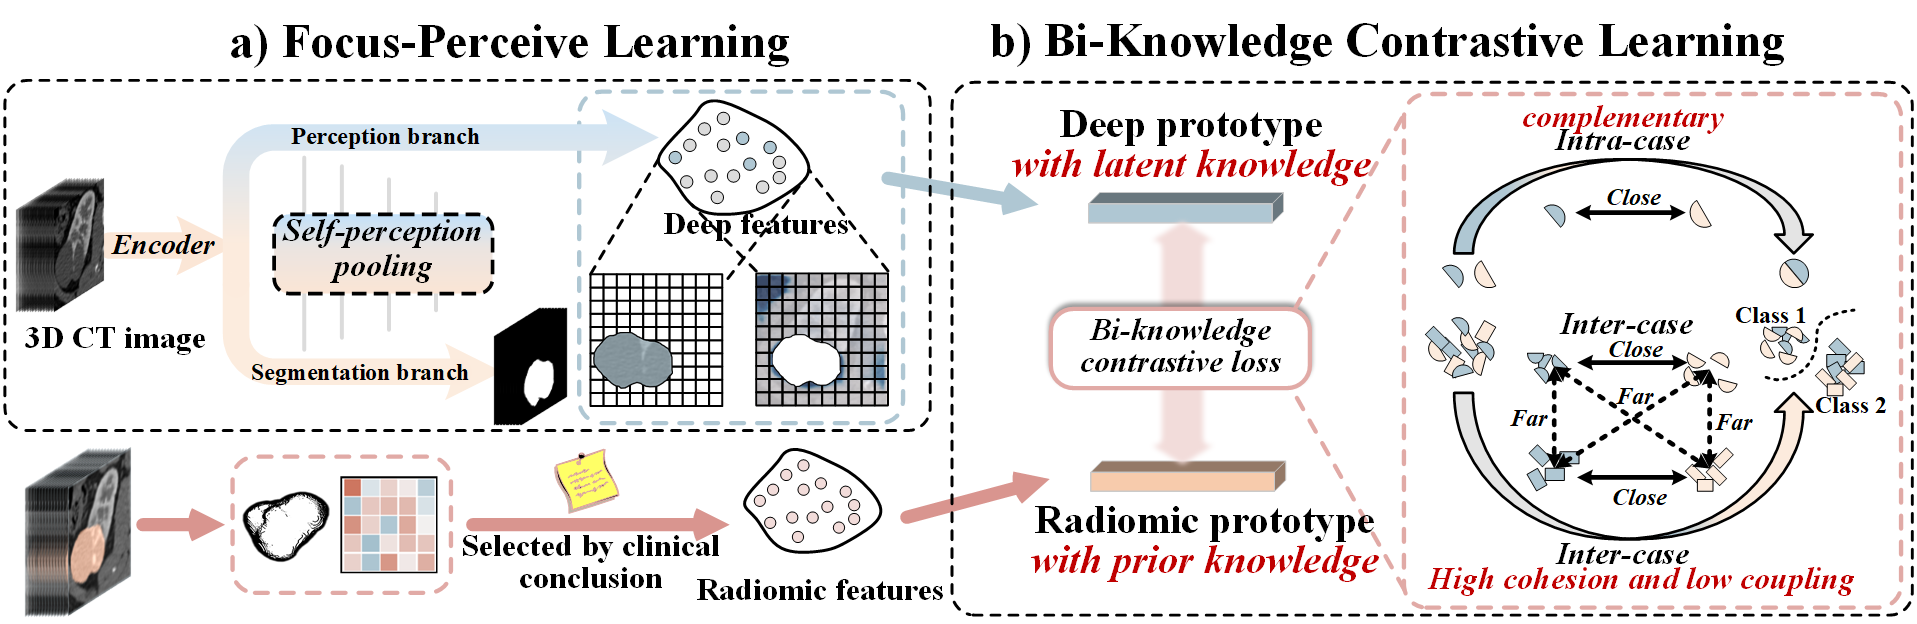 a) Focus-Perceive Learning
Perception branch
Encoder
Self-perception
pooling
3D CT image
Segmentation branch
Deep features
Selected by clinical
conclusion
Radiomic features
b) Bi-Knowledge Contrastive Learning
Deep prototype
with latent knowledge
Bi-knowledge
contrastive loss
Radiomic prototype
with prior knowledge
complementary
Intra-case
Close
Inter-case
Close
Class 1
Far
Far
Far
Class 2
Close
Inter-case
High cohesion and low coupling